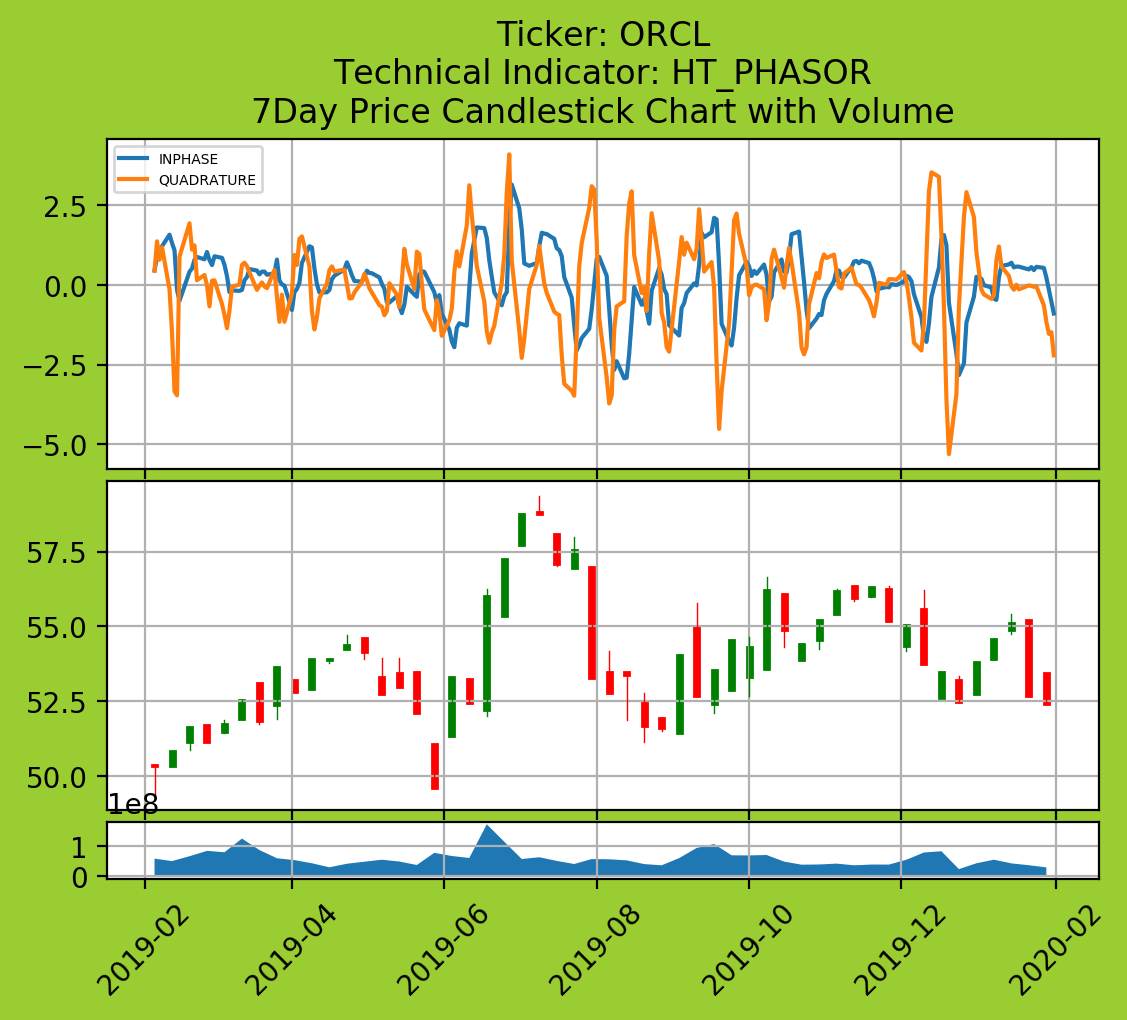 Ticker: ORCL
Technical Indicator: HT_PHASOR
7Day Price Candlestick Chart with Volume
INPHASE
QUADRATURE
2.5
0.0
−2.5
−5.0
57.5
55.0
52.5
50.0
1e8
1
0
2019-02
2019-04
2019-06
2019-08
2019-10
2019-12
2020-02